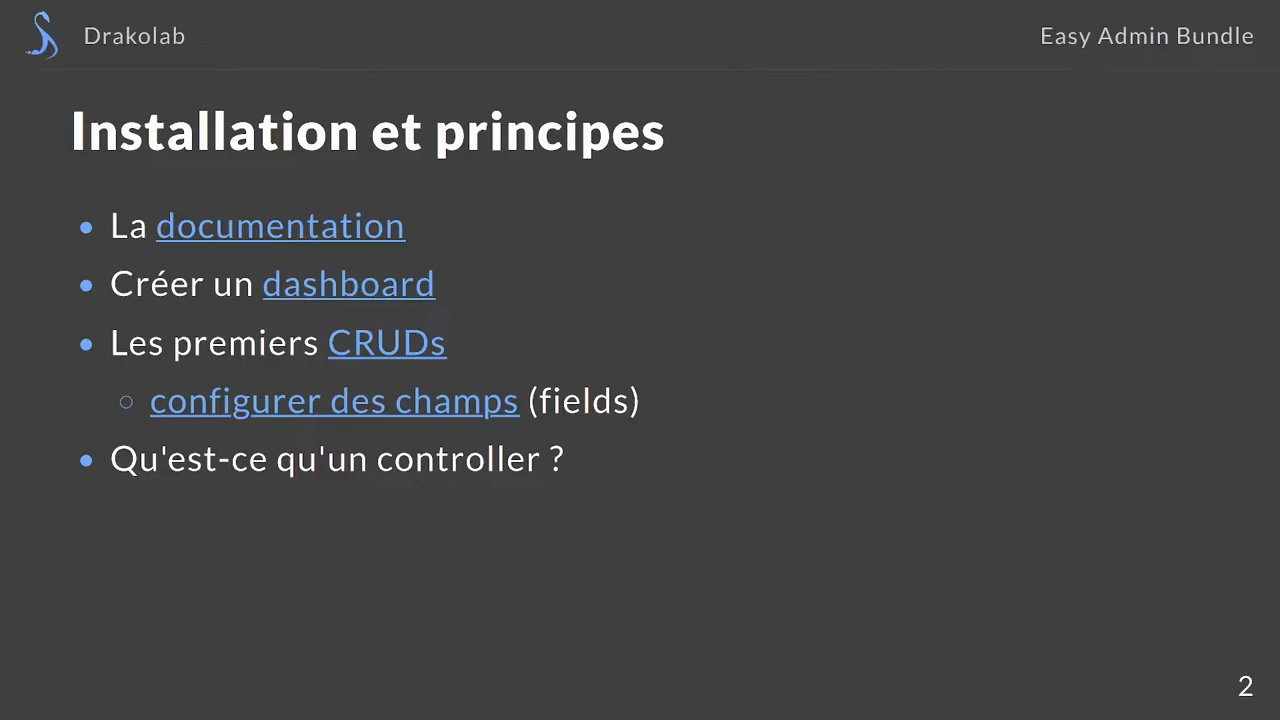 Drakolab
Easy Admin Bundle
Installation et principes
La documentation
Créer un dashboard
Les premiers CRUDs
configurer des champs (fields)
Qu'est-ce qu'un controller ?
2